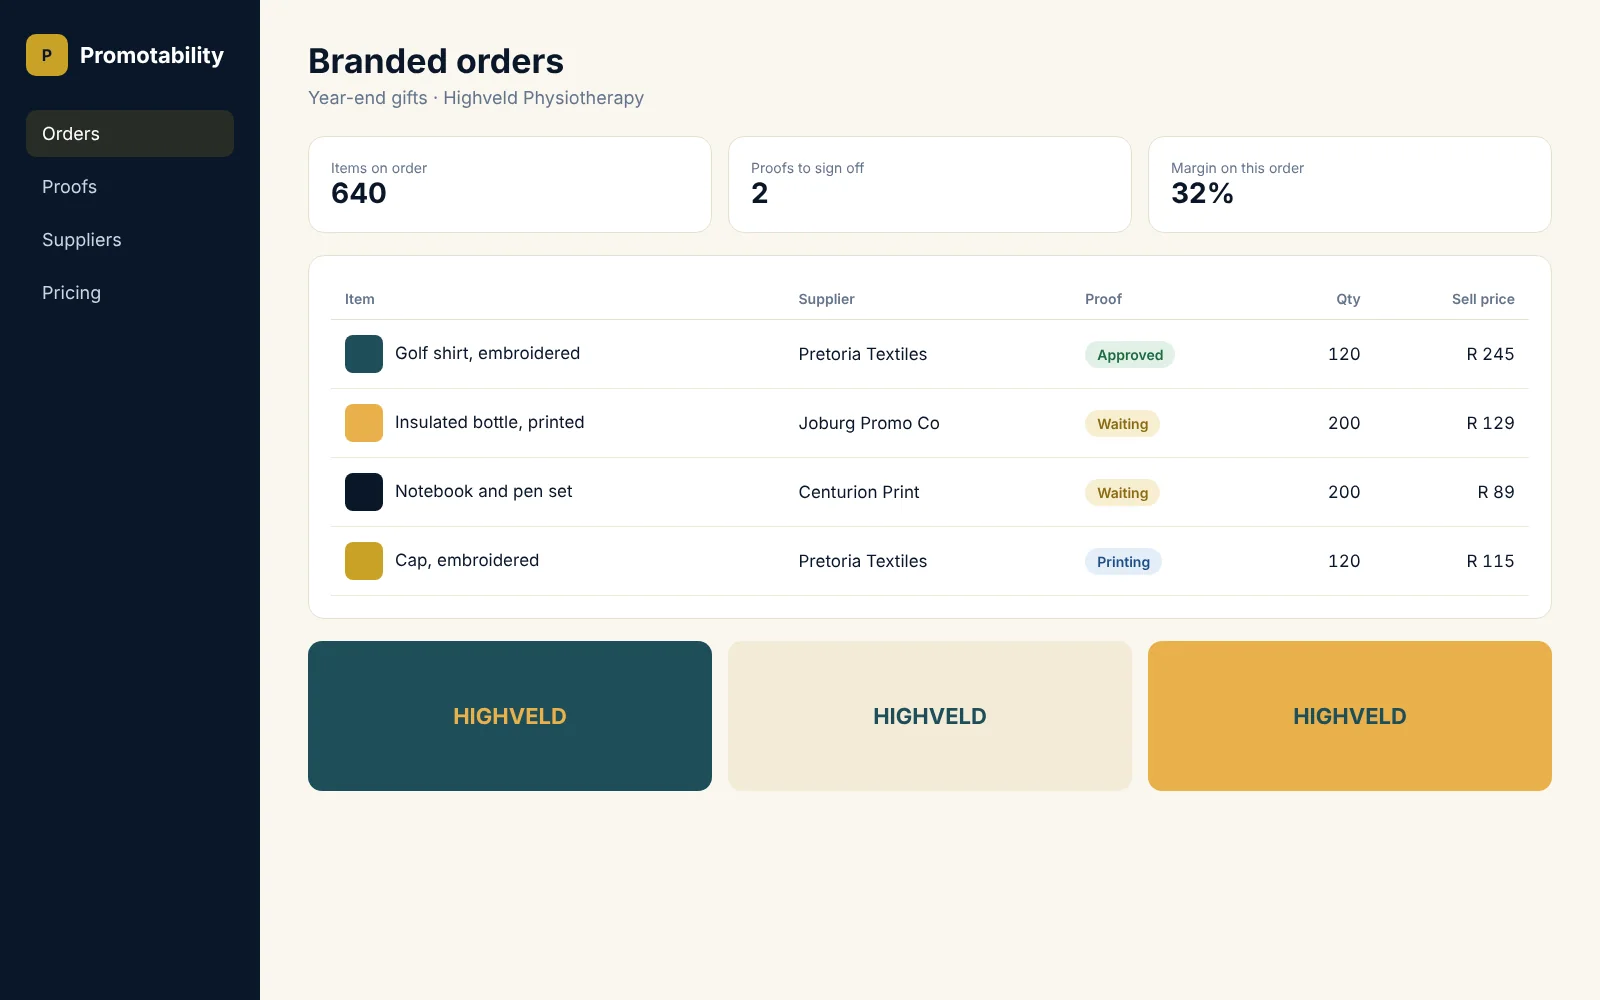 P Promotability
Orders
Proofs
Suppliers
Pricing
Branded orders
Year-end gifts · Highveld Physiotherapy
Items on order
640
Proofs to sign off
2
Margin on this order
32%
Item Supplier Proof Qty Sell price
Golf shirt, embroidered Pretoria Textiles Approved 120 R 245
Insulated bottle, printed Joburg Promo Co Waiting 200 R 129
Notebook and pen set Centurion Print Waiting 200 R 89
Cap, embroidered Pretoria Textiles Printing 120 R 115
HIGHVELD HIGHVELD HIGHVELD